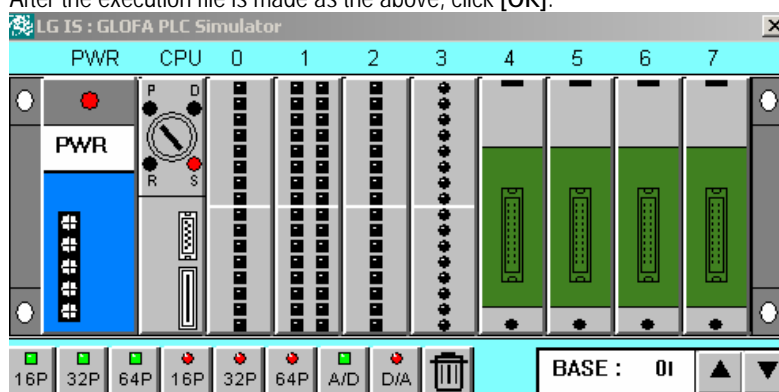 After the execution file is made as the above, click [OK].
LG IS : GLOFA PLC Simulator
PWR CPU 0 1 2 3 4 5 6 7
P D
PWR
R S
16P 32P 64P 16P 32P 64P A/D D/A BASE : 01